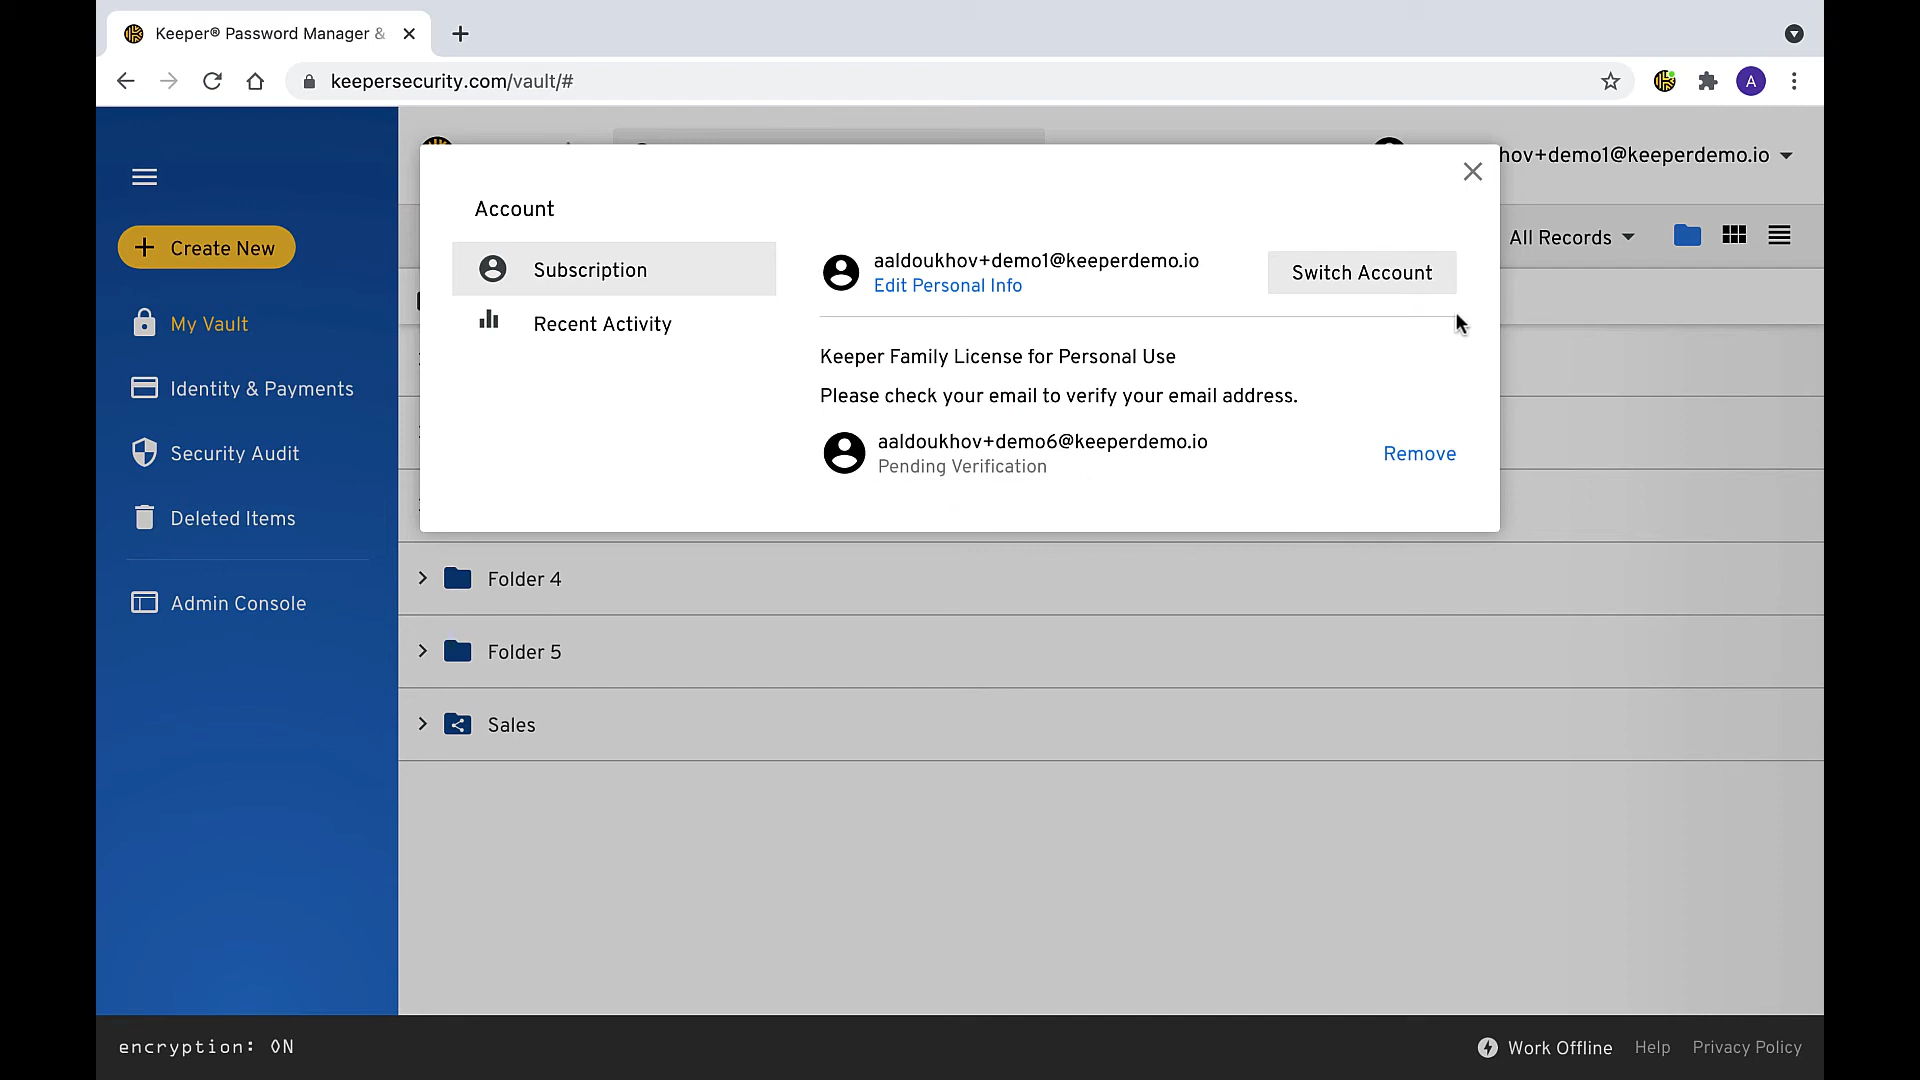 Keeper® Password Manager &
keepersecurity.com/vault/#
A
hov+demo1@keeperdemo.io
Create New
My Vault
Identity & Payments
Security Audit
Deleted Items
Admin Console
All Records
Account
Subscription
Recent Activity
aaldoukhov+demo1@keeperdemo.io
Edit Personal Info
Switch Account
Keeper Family License for Personal Use
Please check your email to verify your email address.
aaldoukhov+demo6@keeperdemo.io
Pending Verification
Remove
Folder 4
Folder 5
Sales
encryption: ON
Work Offline
Help
Privacy Policy